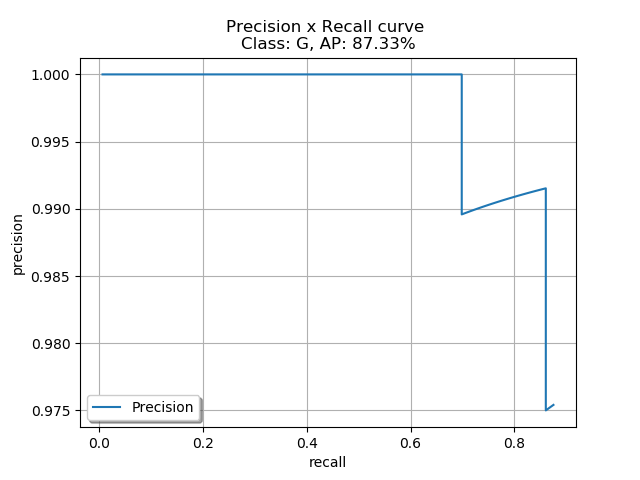 Precision x Recall curve
Class: G, AP: 87.33%
1.000
0.995
0.990
0.985
0.980
0.975
precision
Precision
0.0 0.2 0.4 0.6 0.8
recall